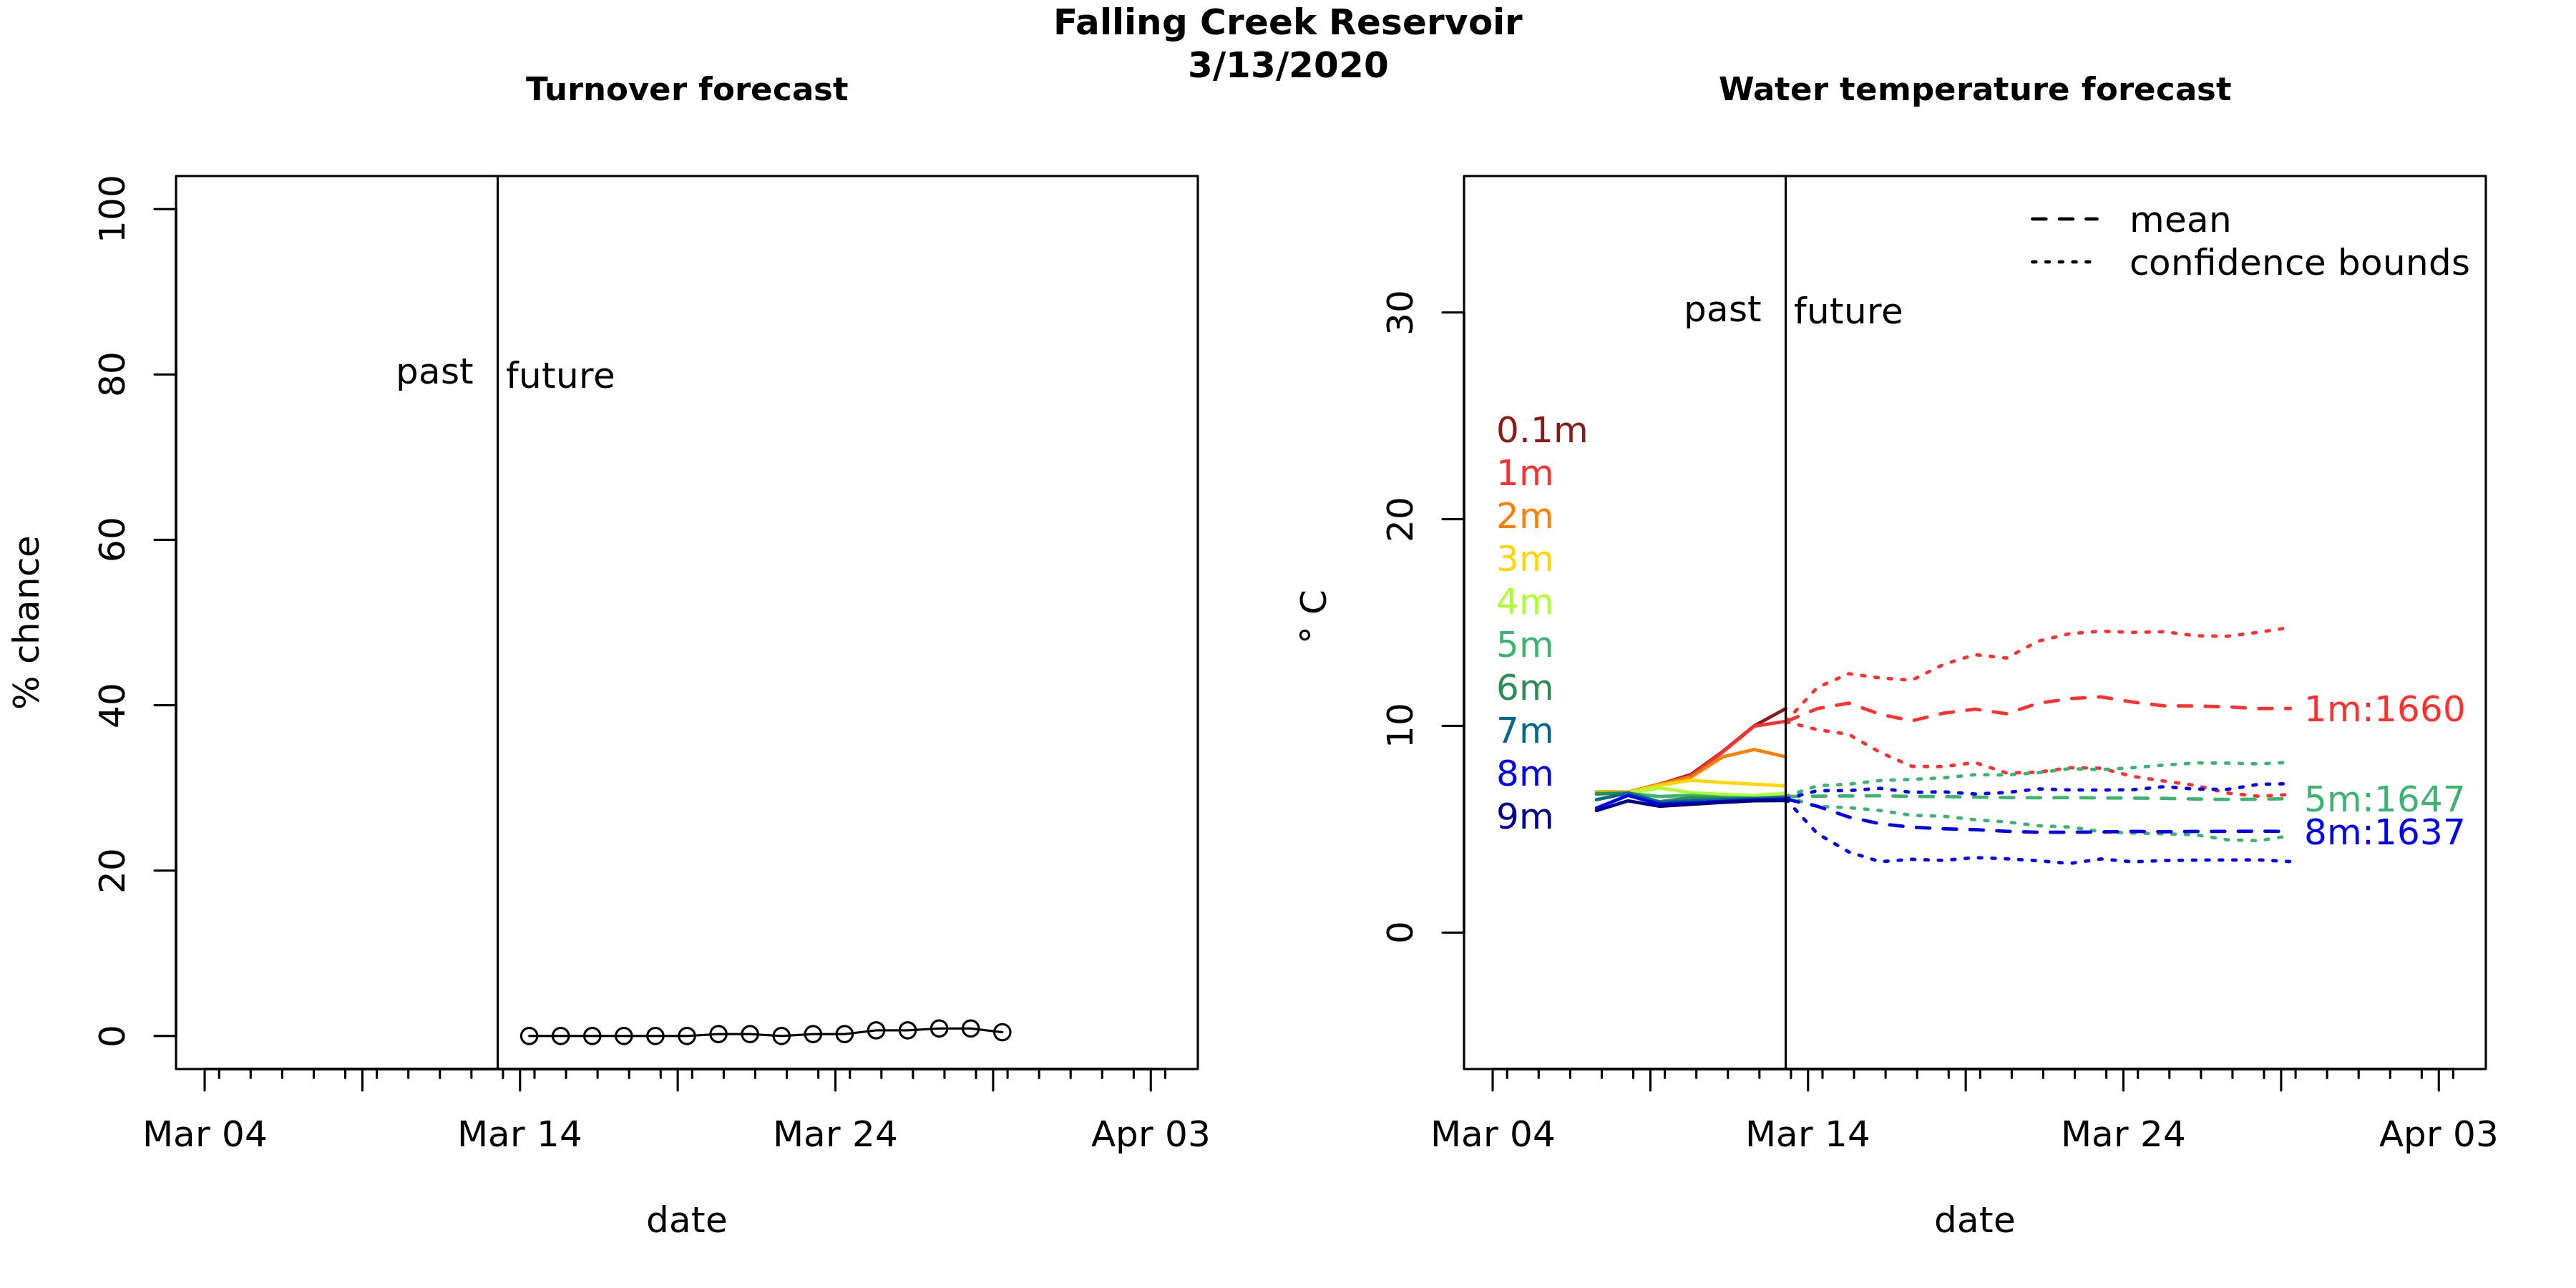 Falling Creek Reservoir
3/13/2020
Turnover forecast
% chance
100
80
60
40
20
0
past future
Mar 04 Mar 14 Mar 24 Apr 03
date
Water temperature forecast
° C
30
20
10
0
mean
confidence bounds
past future
0.1m
1m
2m
3m
4m
5m
6m
7m
8m
9m
1m:1660
5m:1647
8m:1637
Mar 04 Mar 14 Mar 24 Apr 03
date